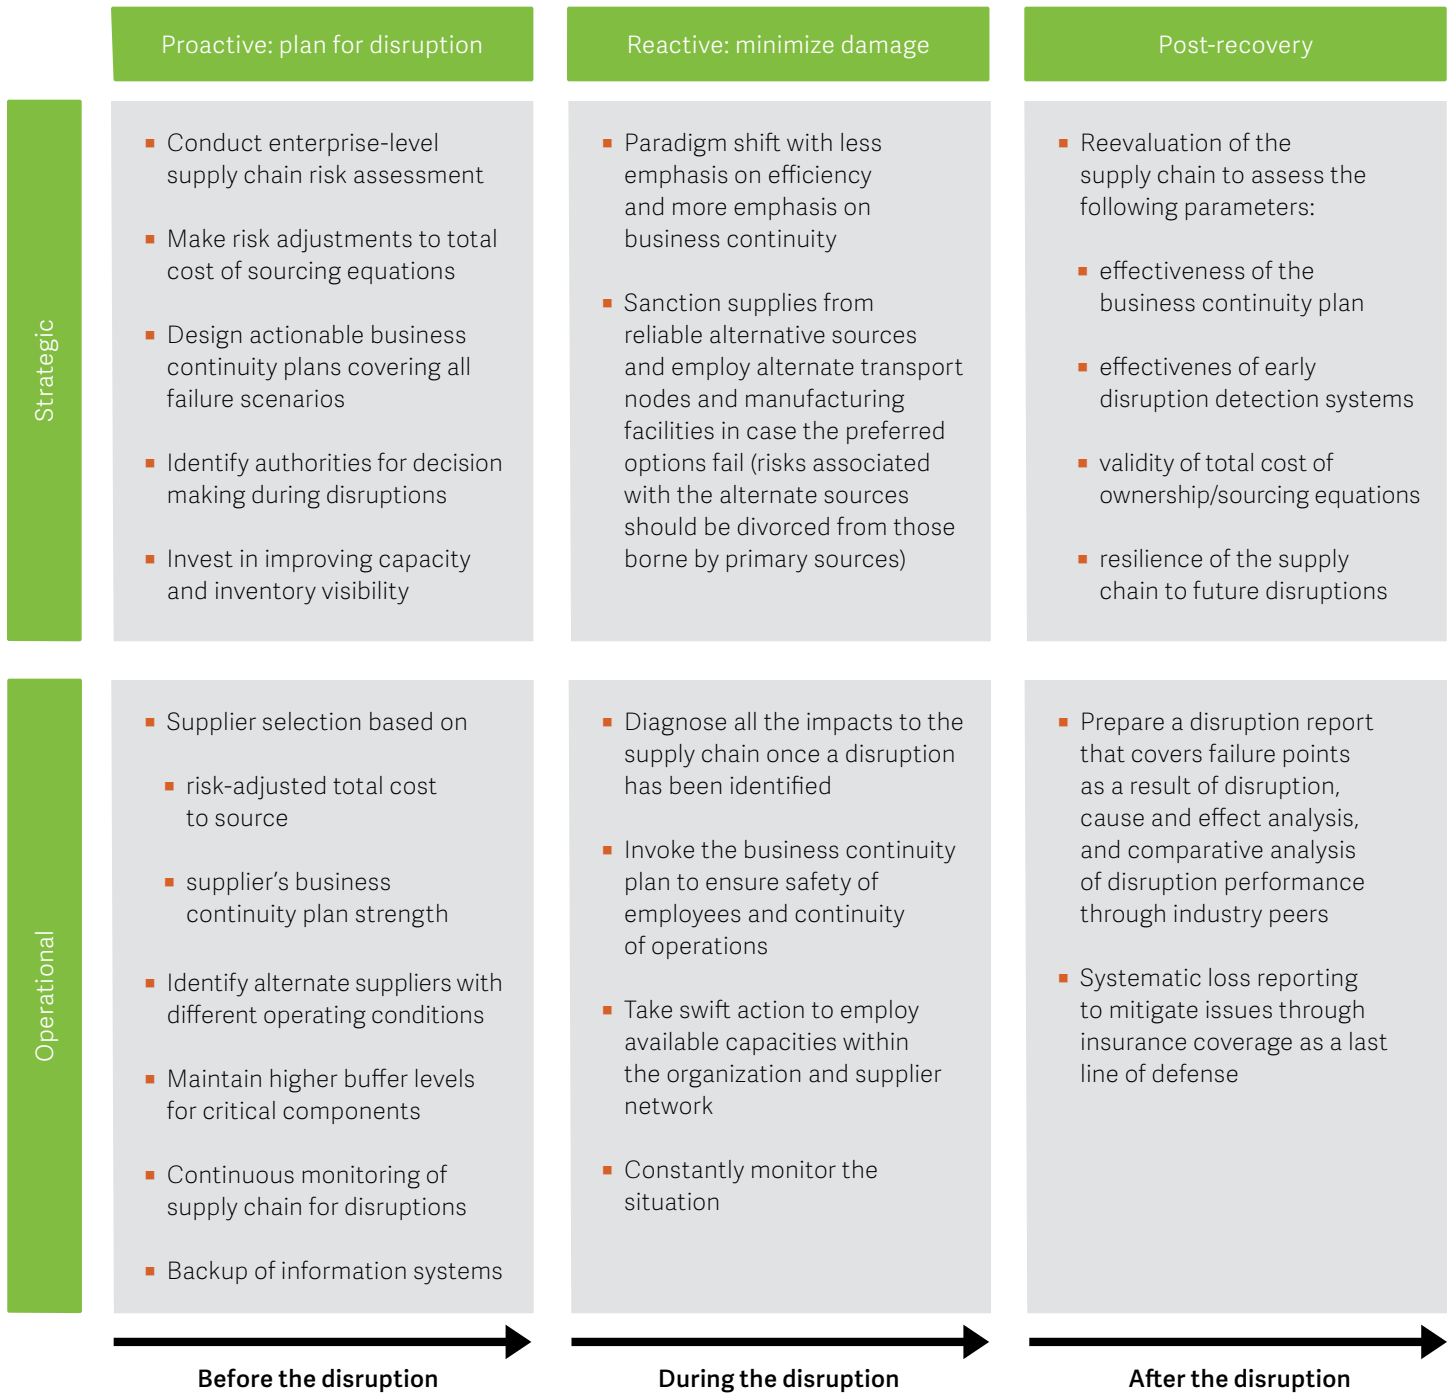 Proactive: plan for disruption
Reactive: minimize damage
Post-recovery
Strategic
Conduct enterprise-level
supply chain risk assessment
Make risk adjustments to total
cost of sourcing equations
Design actionable business
continuity plans covering all
failure scenarios
Identify authorities for decision
making during disruptions
Invest in improving capacity
and inventory visibility
Paradigm shift with less
emphasis on efficiency
and more emphasis on
business continuity
Sanction supplies from
reliable alternative sources
and employ alternate transport
nodes and manufacturing
facilities in case the preferred
options fail (risks associated
with the alternate sources
should be divorced from those
borne by primary sources)
Reevaluation of the
supply chain to assess the
following parameters:
effectiveness of the
business continuity plan
effectivenes of early
disruption detection systems
validity of total cost of
ownership/sourcing equations
resilience of the supply
chain to future disruptions
Operational
Supplier selection based on
risk-adjusted total cost
to source
supplier’s business
continuity plan strength
Identify alternate suppliers with
different operating conditions
Maintain higher buffer levels
for critical components
Continuous monitoring of
supply chain for disruptions
Backup of information systems
Diagnose all the impacts to the
supply chain once a disruption
has been identified
Invoke the business continuity
plan to ensure safety of
employees and continuity
of operations
Take swift action to employ
available capacities within
the organization and supplier
network
Constantly monitor the
situation
Prepare a disruption report
that covers failure points
as a result of disruption,
cause and effect analysis,
and comparative analysis
of disruption performance
through industry peers
Systematic loss reporting
to mitigate issues through
insurance coverage as a last
line of defense
Before the disruption
During the disruption
After the disruption